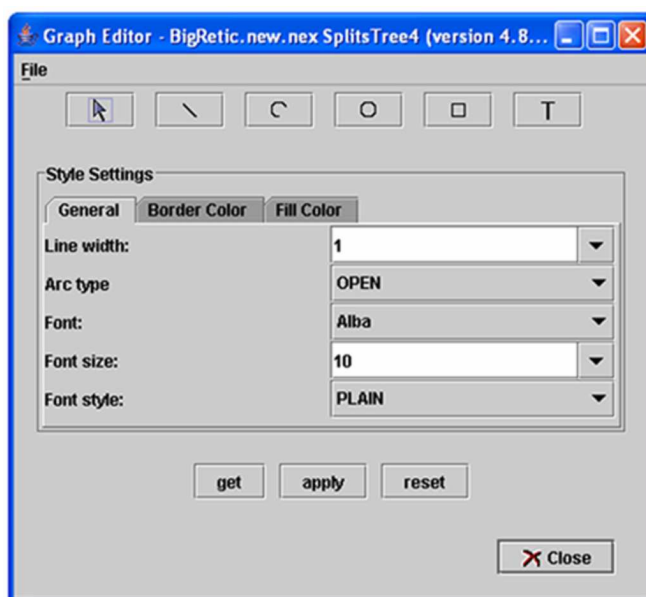 Graph Editor - BigRetic.new.nex SplitsTree4 (version 4.8...
File
T
Style Settings
General Border Color Fill Color
Line width: 1
Arc type OPEN
Font: Alba
Font size: 10
Font style: PLAIN
get apply reset
Close